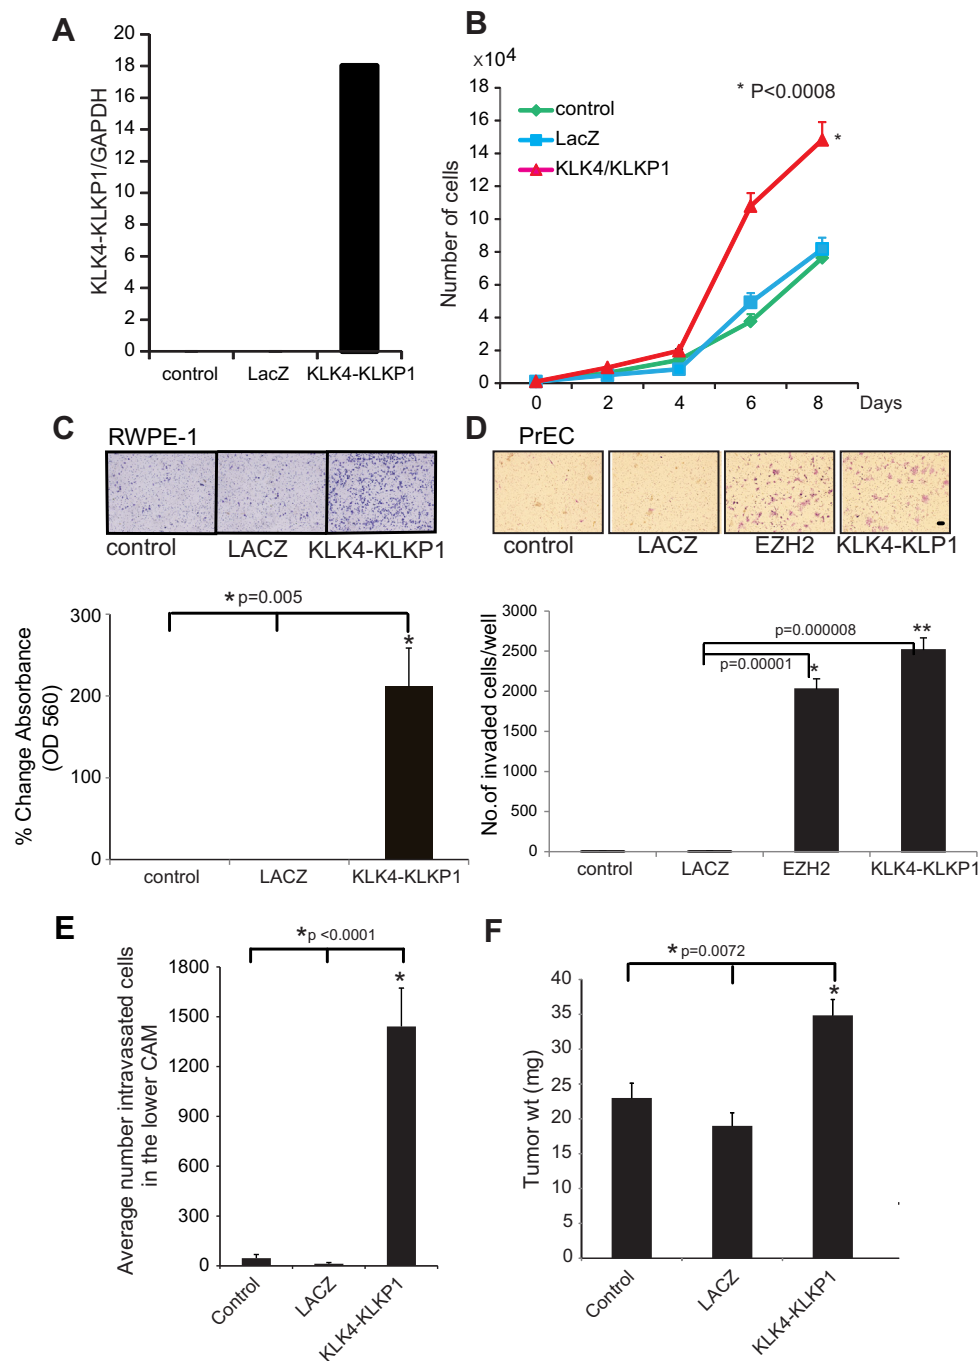 A
KLK4-KLKP1/GAPDH
20
18
16
14
12
10
8
6
4
2
0
control LacZ KLK4-KLKP1
B
x10⁴
Number of cells
18
16
14
12
10
8
6
4
2
0
* P<0.0008
control
LacZ
KLK4/KLKP1
*
0 2 4 6 8 Days
C
RWPE-1
control LACZ KLK4-KLKP1
* p=0.005
*
% Change Absorbance
(OD 560)
300
200
100
0
control LACZ KLK4-KLKP1
D
PrEC
control LACZ EZH2 KLK4-KLP1
No.of invaded cells/well
3000
2500
2000
1500
1000
500
0
p=0.000008
**
p=0.00001
*
control LACZ EZH2 KLK4-KLKP1
E
*p <0.0001
*
Average number intravasated cells
in the lower CAM
1800
1500
1200
900
600
300
0
Control LACZ KLK4-KLKP1
F
* p=0.0072
*
Tumor wt (mg)
40
35
30
25
20
15
10
5
0
Control LACZ KLK4-KLKP1